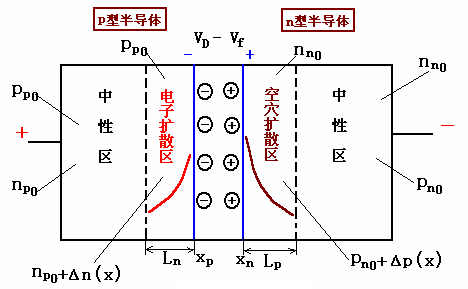 p型半导体
n型半导体
- V_D - V_f +
p_p0
n_n0
n_n0
p_p0
中性区
电子扩散区
⊖ ⊕
⊖ ⊕
⊖ ⊕
⊖ ⊕
空穴扩散区
中性区
+
−
n_p0
p_n0
n_p0+Δn(x)
L_n
x_p
x_n
L_p
p_n0+Δp(x)